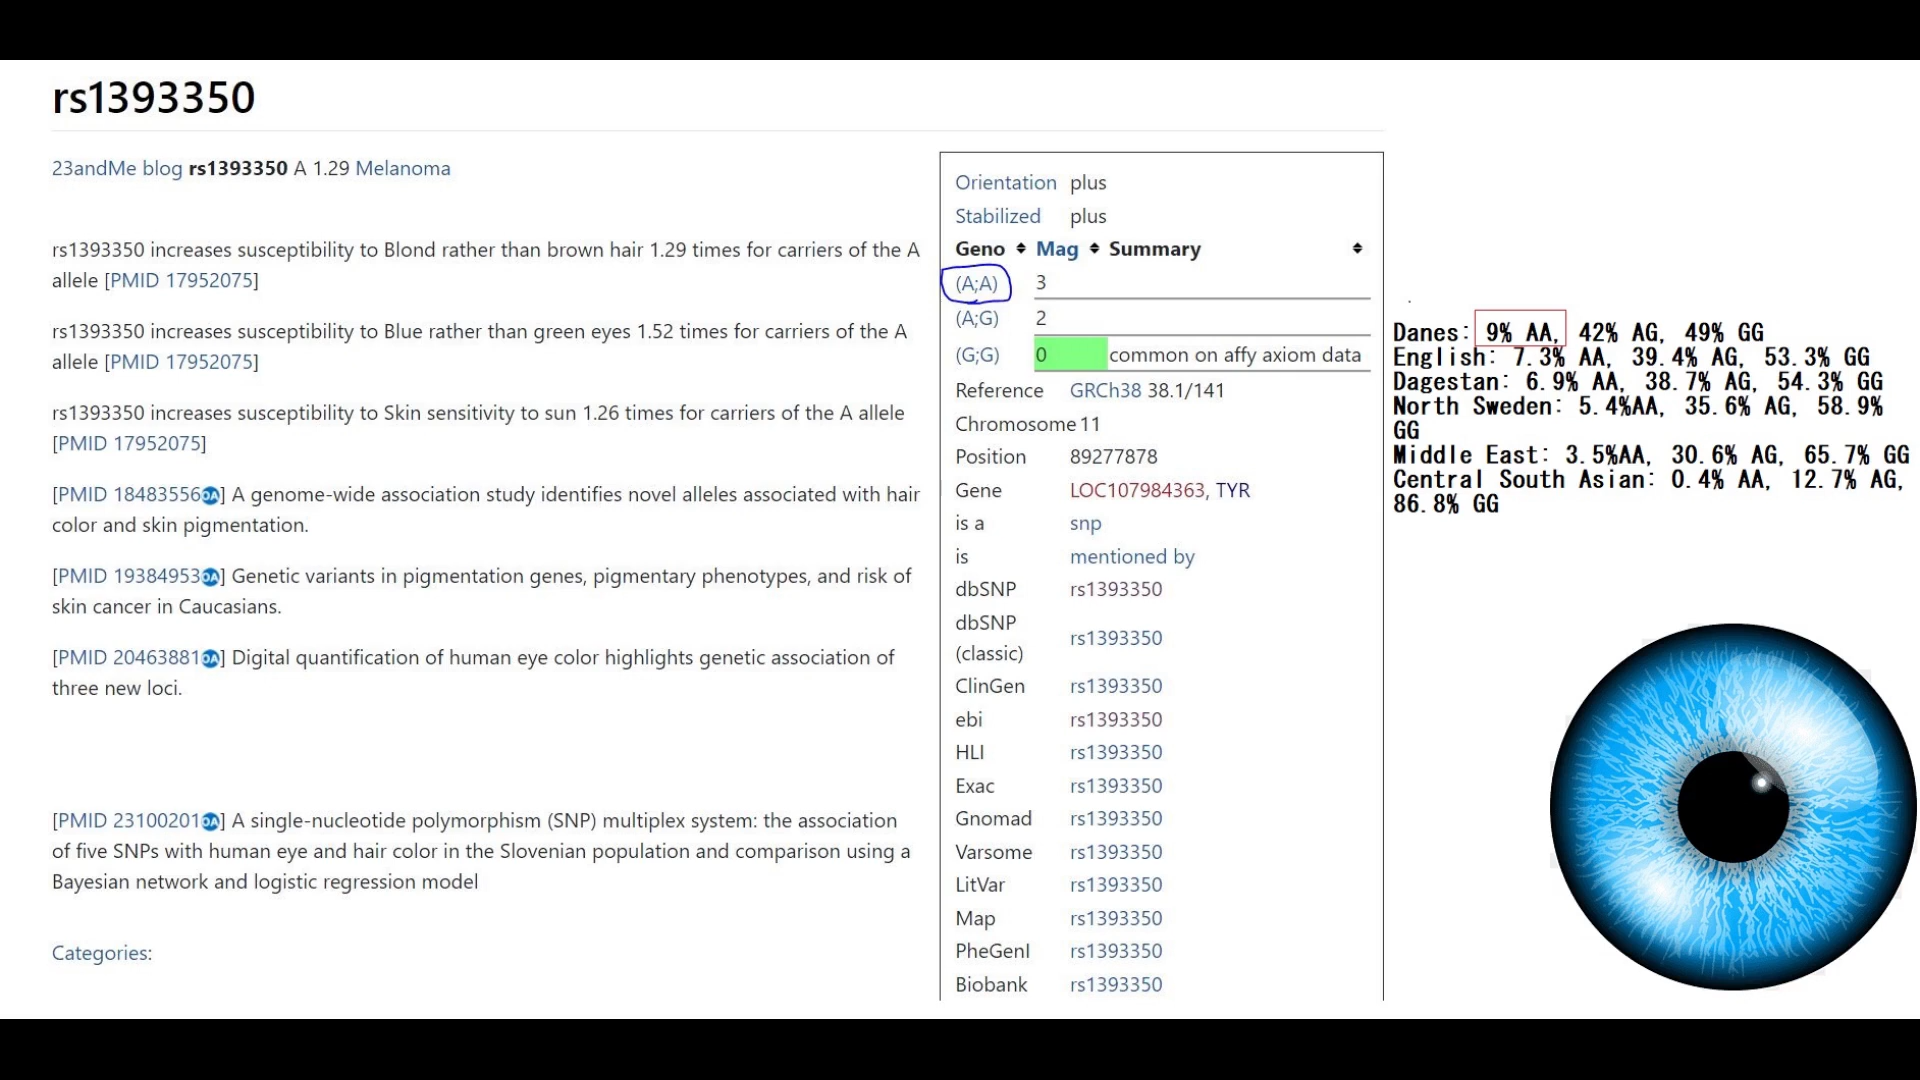 rs1393350
23andMe blog rs1393350 A 1.29 Melanoma
rs1393350 increases susceptibility to Blond rather than brown hair 1.29 times for carriers of the A
allele [PMID 17952075]
rs1393350 increases susceptibility to Blue rather than green eyes 1.52 times for carriers of the A
allele [PMID 17952075]
rs1393350 increases susceptibility to Skin sensitivity to sun 1.26 times for carriers of the A allele
[PMID 17952075]
[PMID 18483556OA] A genome-wide association study identifies novel alleles associated with hair
color and skin pigmentation.
[PMID 19384953OA] Genetic variants in pigmentation genes, pigmentary phenotypes, and risk of
skin cancer in Caucasians.
[PMID 20463881OA] Digital quantification of human eye color highlights genetic association of
three new loci.
[PMID 23100201OA] A single-nucleotide polymorphism (SNP) multiplex system: the association
of five SNPs with human eye and hair color in the Slovenian population and comparison using a
Bayesian network and logistic regression model
Categories:
Orientation plus
Stabilized plus
Geno Mag Summary
(A;A) 3
(A;G) 2
(G;G) 0 common on affy axiom data
Reference GRCh38 38.1/141
Chromosome 11
Position 89277878
Gene LOC107984363, TYR
is a snp
is mentioned by
dbSNP rs1393350
dbSNP
(classic) rs1393350
ClinGen rs1393350
ebi rs1393350
HLI rs1393350
Exac rs1393350
Gnomad rs1393350
Varsome rs1393350
LitVar rs1393350
Map rs1393350
PheGenI rs1393350
Biobank rs1393350
Danes: 9% AA, 42% AG, 49% GG
English: 7.3% AA, 39.4% AG, 53.3% GG
Dagestan: 6.9% AA, 38.7% AG, 54.3% GG
North Sweden: 5.4%AA, 35.6% AG, 58.9%
GG
Middle East: 3.5%AA, 30.6% AG, 65.7% GG
Central South Asian: 0.4% AA, 12.7% AG,
86.8% GG